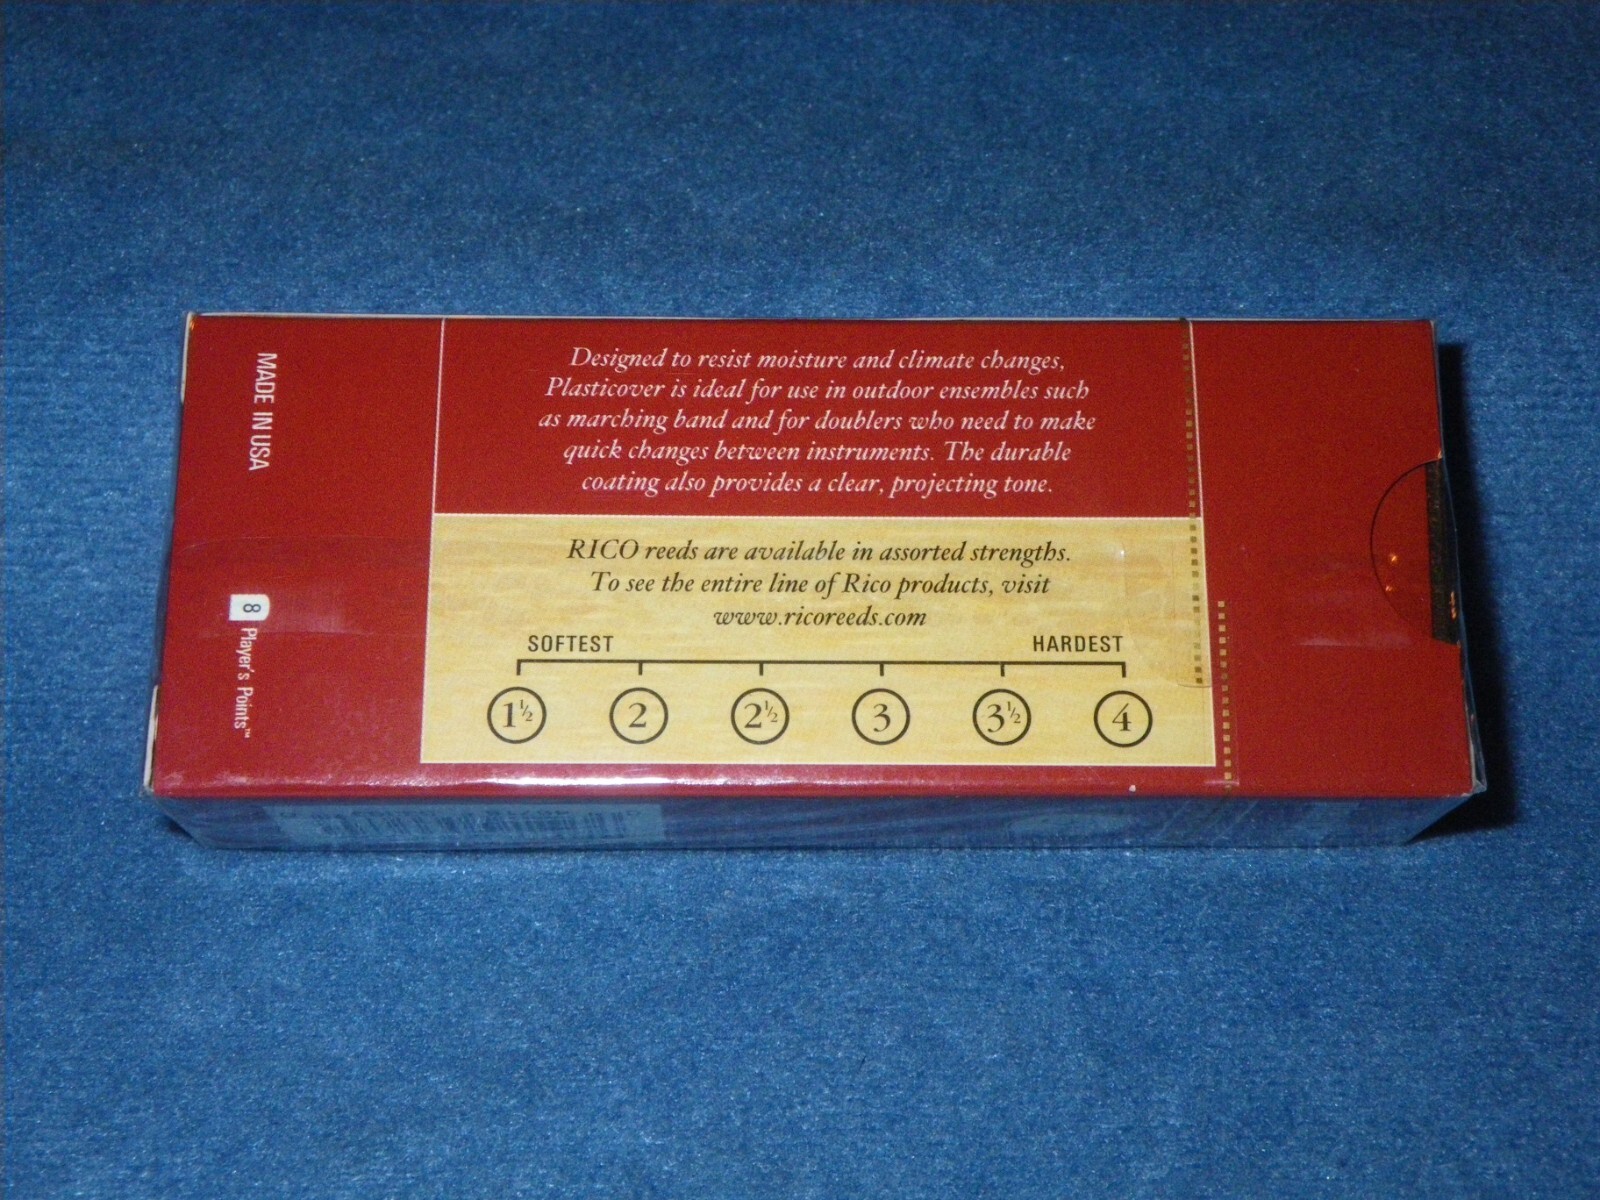 MADE IN USA
8 Player's Points™
Designed to resist moisture and climate changes,
Plasticover is ideal for use in outdoor ensembles such
as marching band and for doublers who need to make
quick changes between instruments. The durable
coating also provides a clear, projecting tone.
RICO reeds are available in assorted strengths.
To see the entire line of Rico products, visit
www.ricoreeds.com
SOFTEST HARDEST
1½ 2 2½ 3 3½ 4